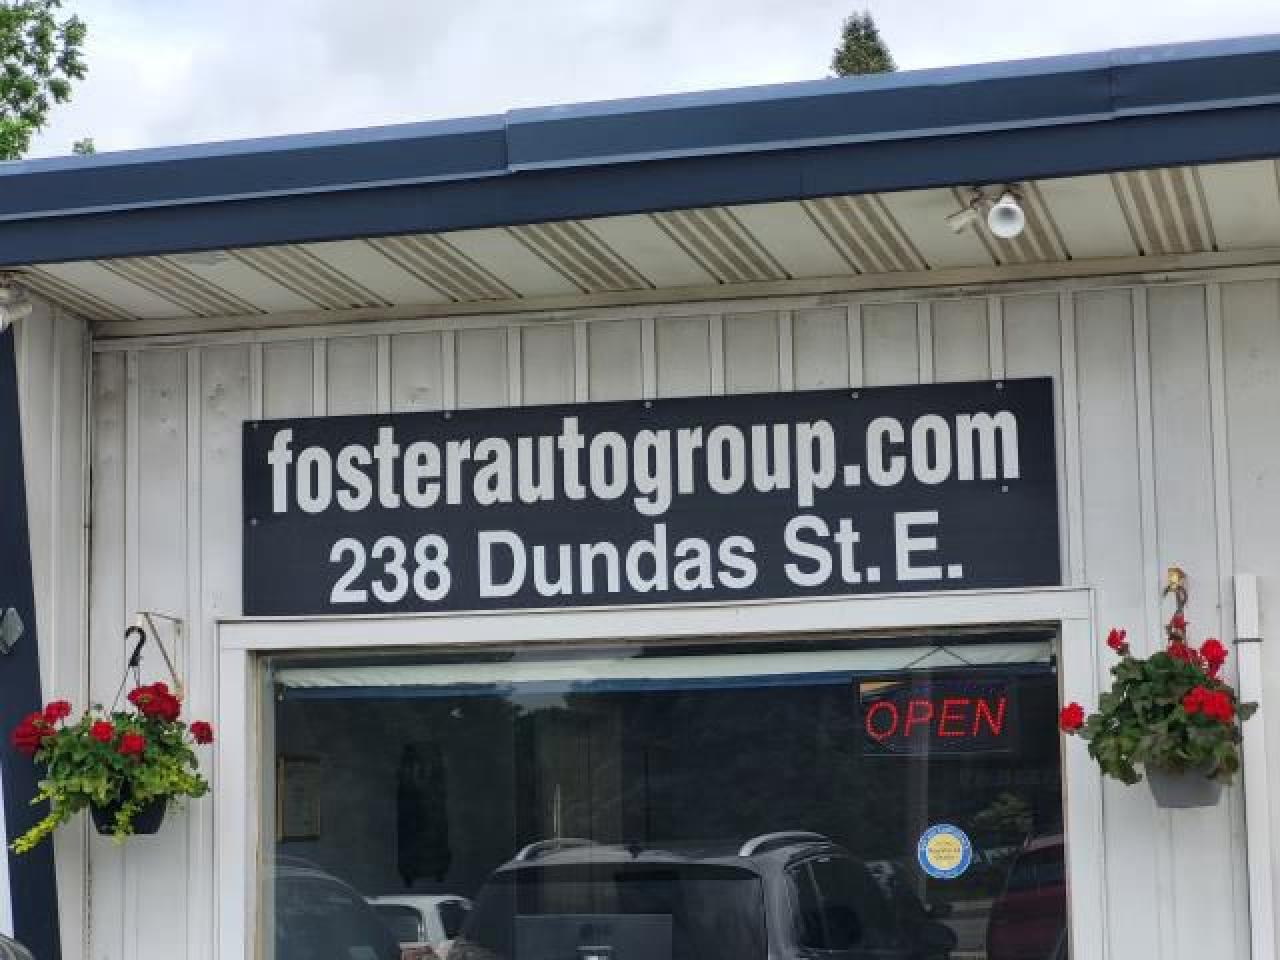 fosterautogroup.com
238 Dundas St. E.
OPEN